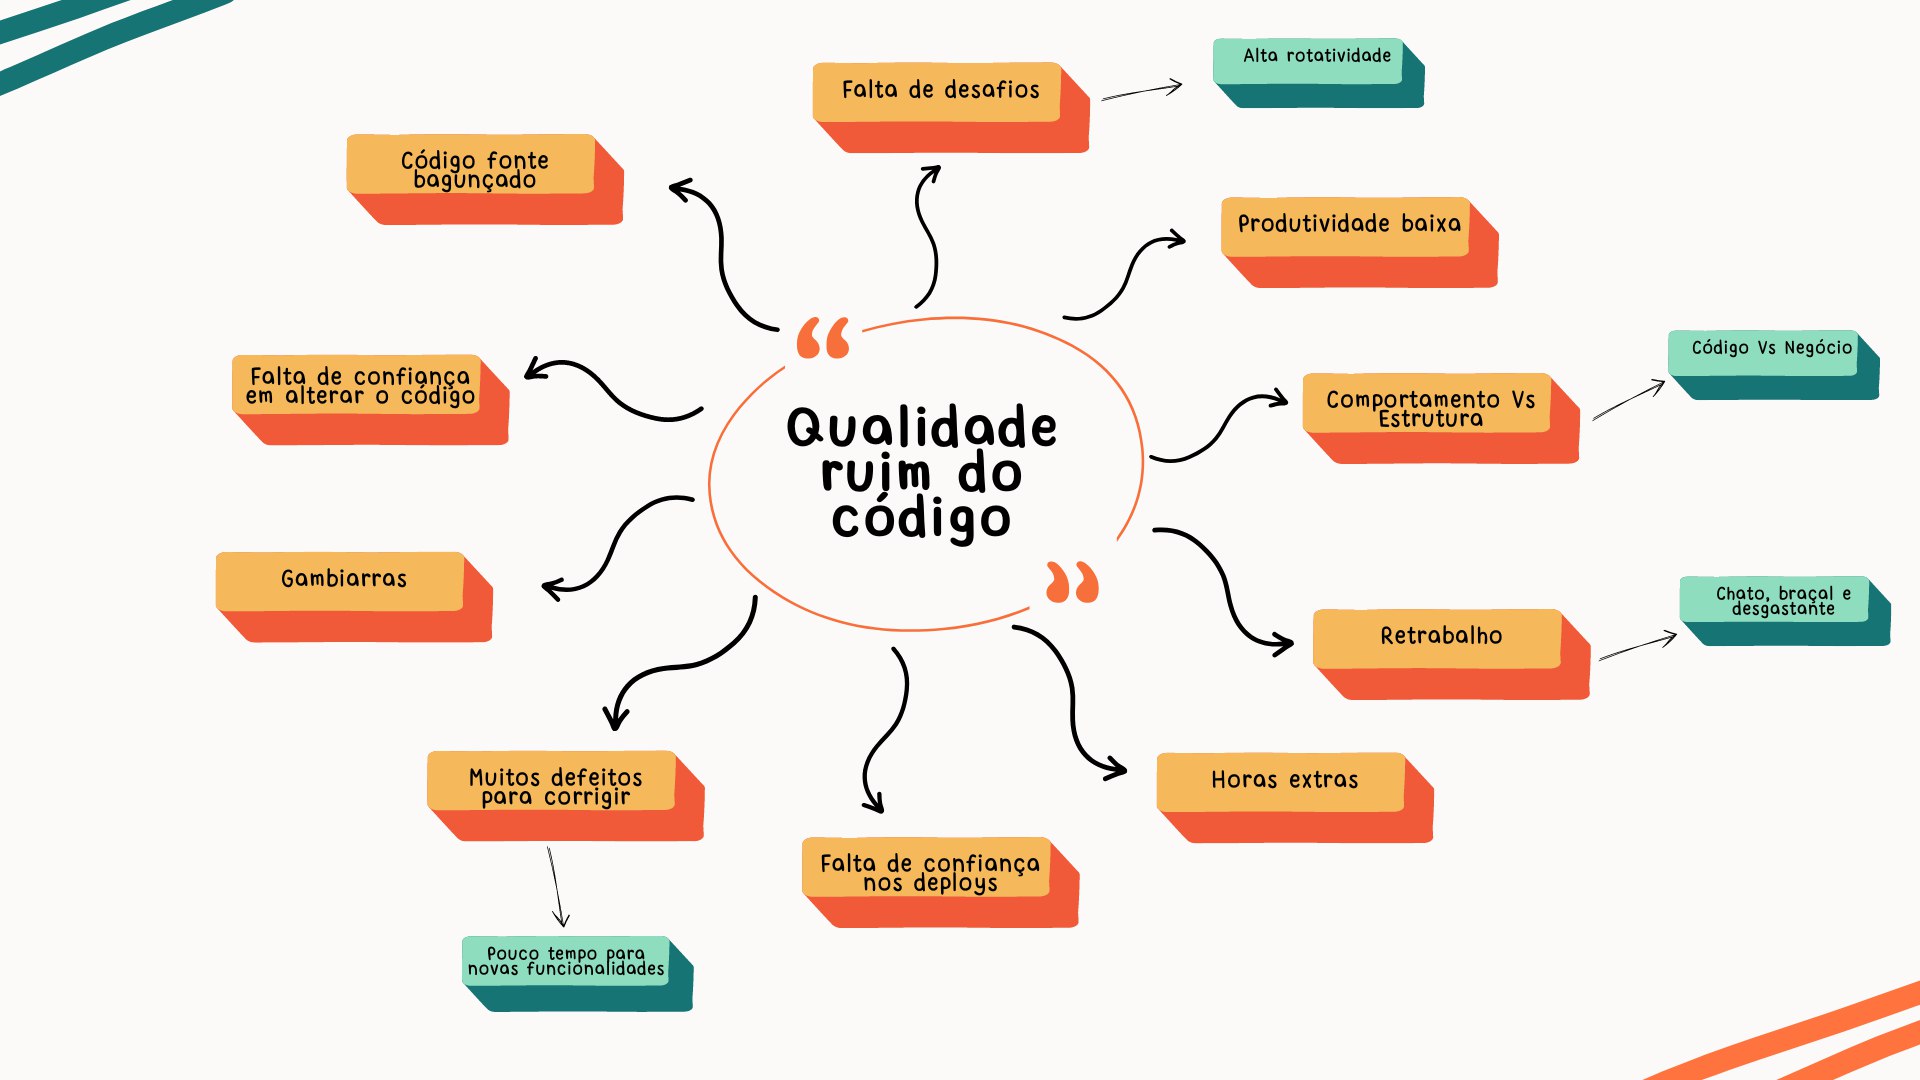 Alta rotatividade
Falta de desafios
Código fonte
bagunçado
Produtividade baixa
Código Vs Negócio
Falta de confiança
em alterar o código
Comportamento Vs
Estrutura
“
Qualidade
ruim do
código
”
Gambiarras
Chato, braçal e
desgastante
Retrabalho
Muitos defeitos
para corrigir
Horas extras
Falta de confiança
nos deploys
Pouco tempo para
novas funcionalidades